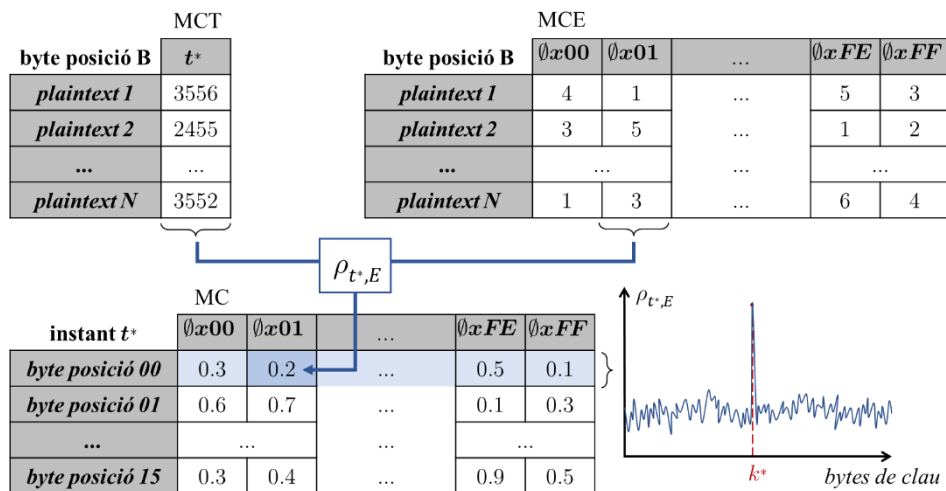 MCT
byte posició B t*
plaintext 1 3556
plaintext 2 2455
... ...
plaintext N 3552
MCE
byte posició B ∅x00 ∅x01 ... ∅xFE ∅xFF
plaintext 1 4 1 ... 5 3
plaintext 2 3 5 1 2
... ...
plaintext N 1 3 ... 6 4
ρt*,E
MC
instant t* ∅x00 ∅x01 ... ∅xFE ∅xFF
byte posició 00 0.3 0.2 ... 0.5 0.1
byte posició 01 0.6 0.7 ... 0.1 0.3
... ... ...
byte posició 15 0.3 0.4 ... 0.9 0.5
ρt*,E
k* bytes de clau